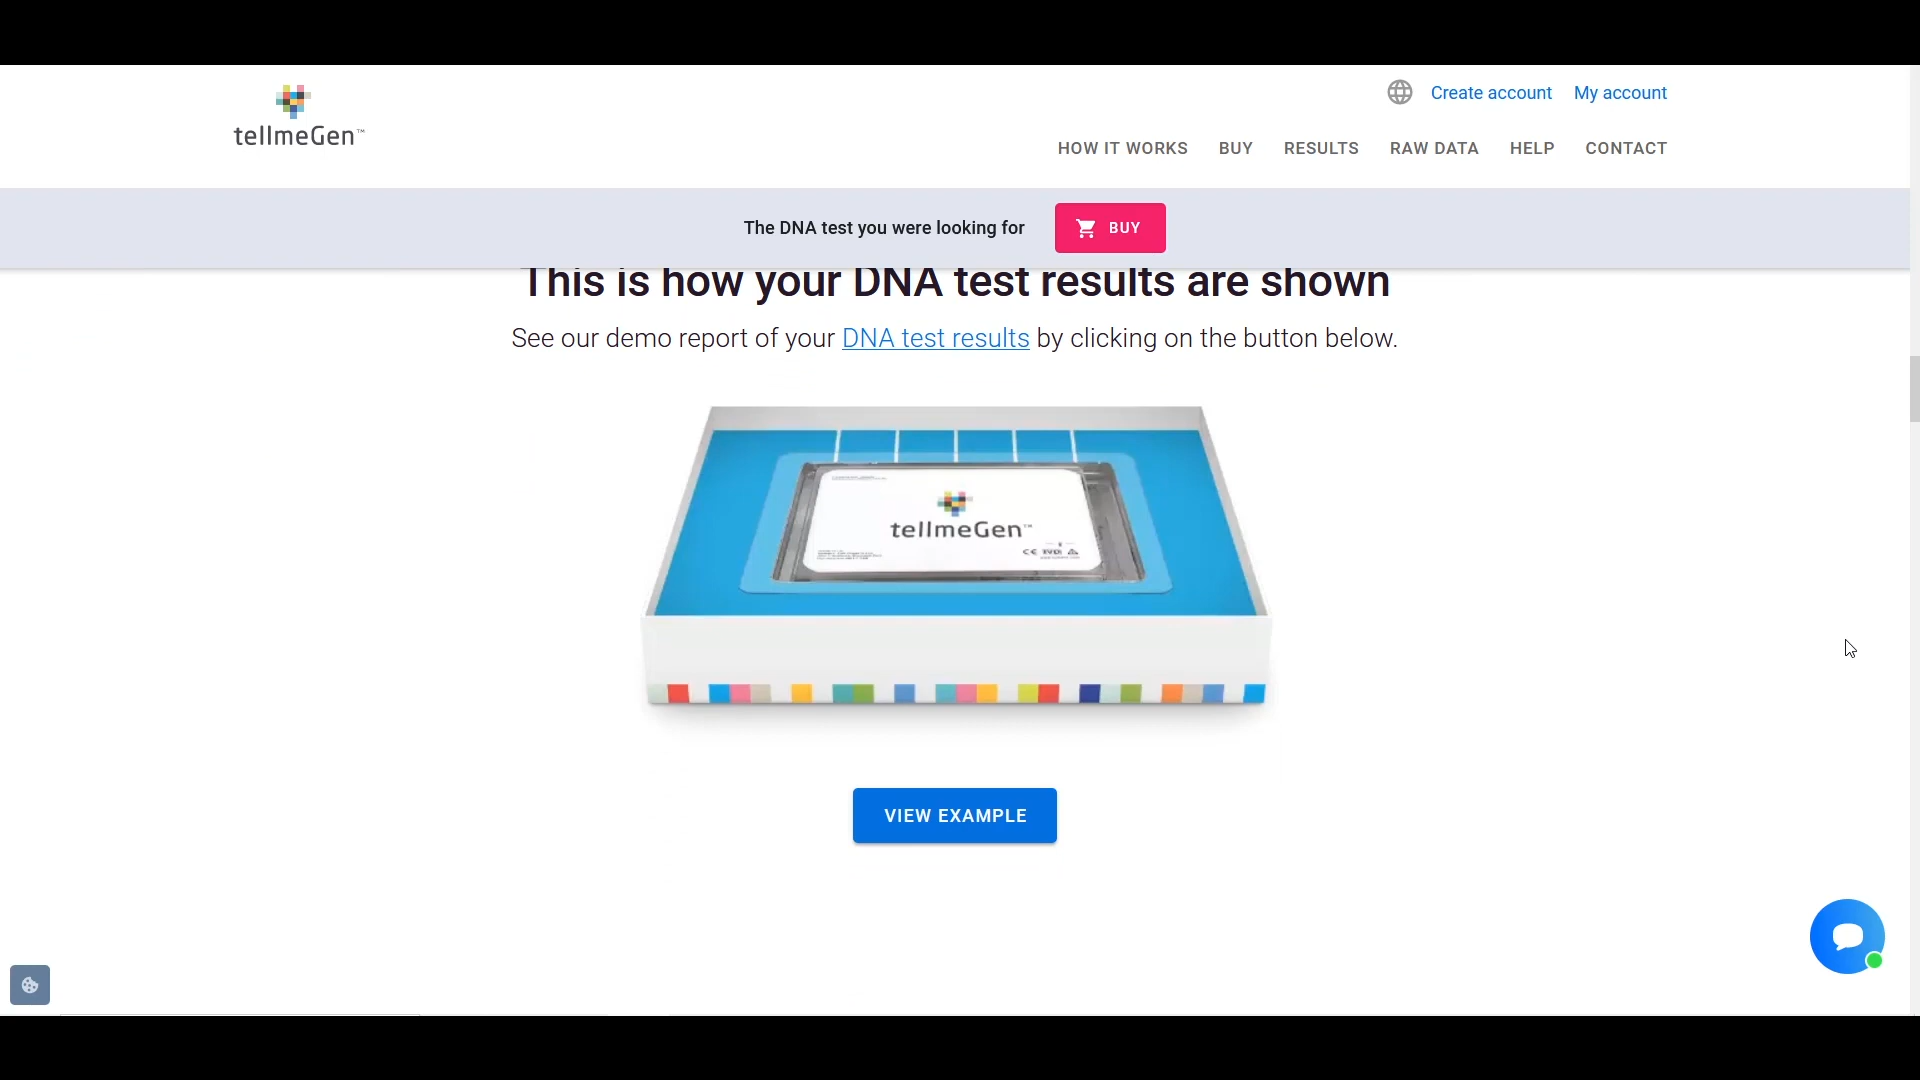 tellmeGen™
Create account
My account
HOW IT WORKS
BUY
RESULTS
RAW DATA
HELP
CONTACT
The DNA test you were looking for
BUY
This is how your DNA test results are shown
See our demo report of your DNA test results by clicking on the button below.
tellmeGen™
CE IVD
VIEW EXAMPLE